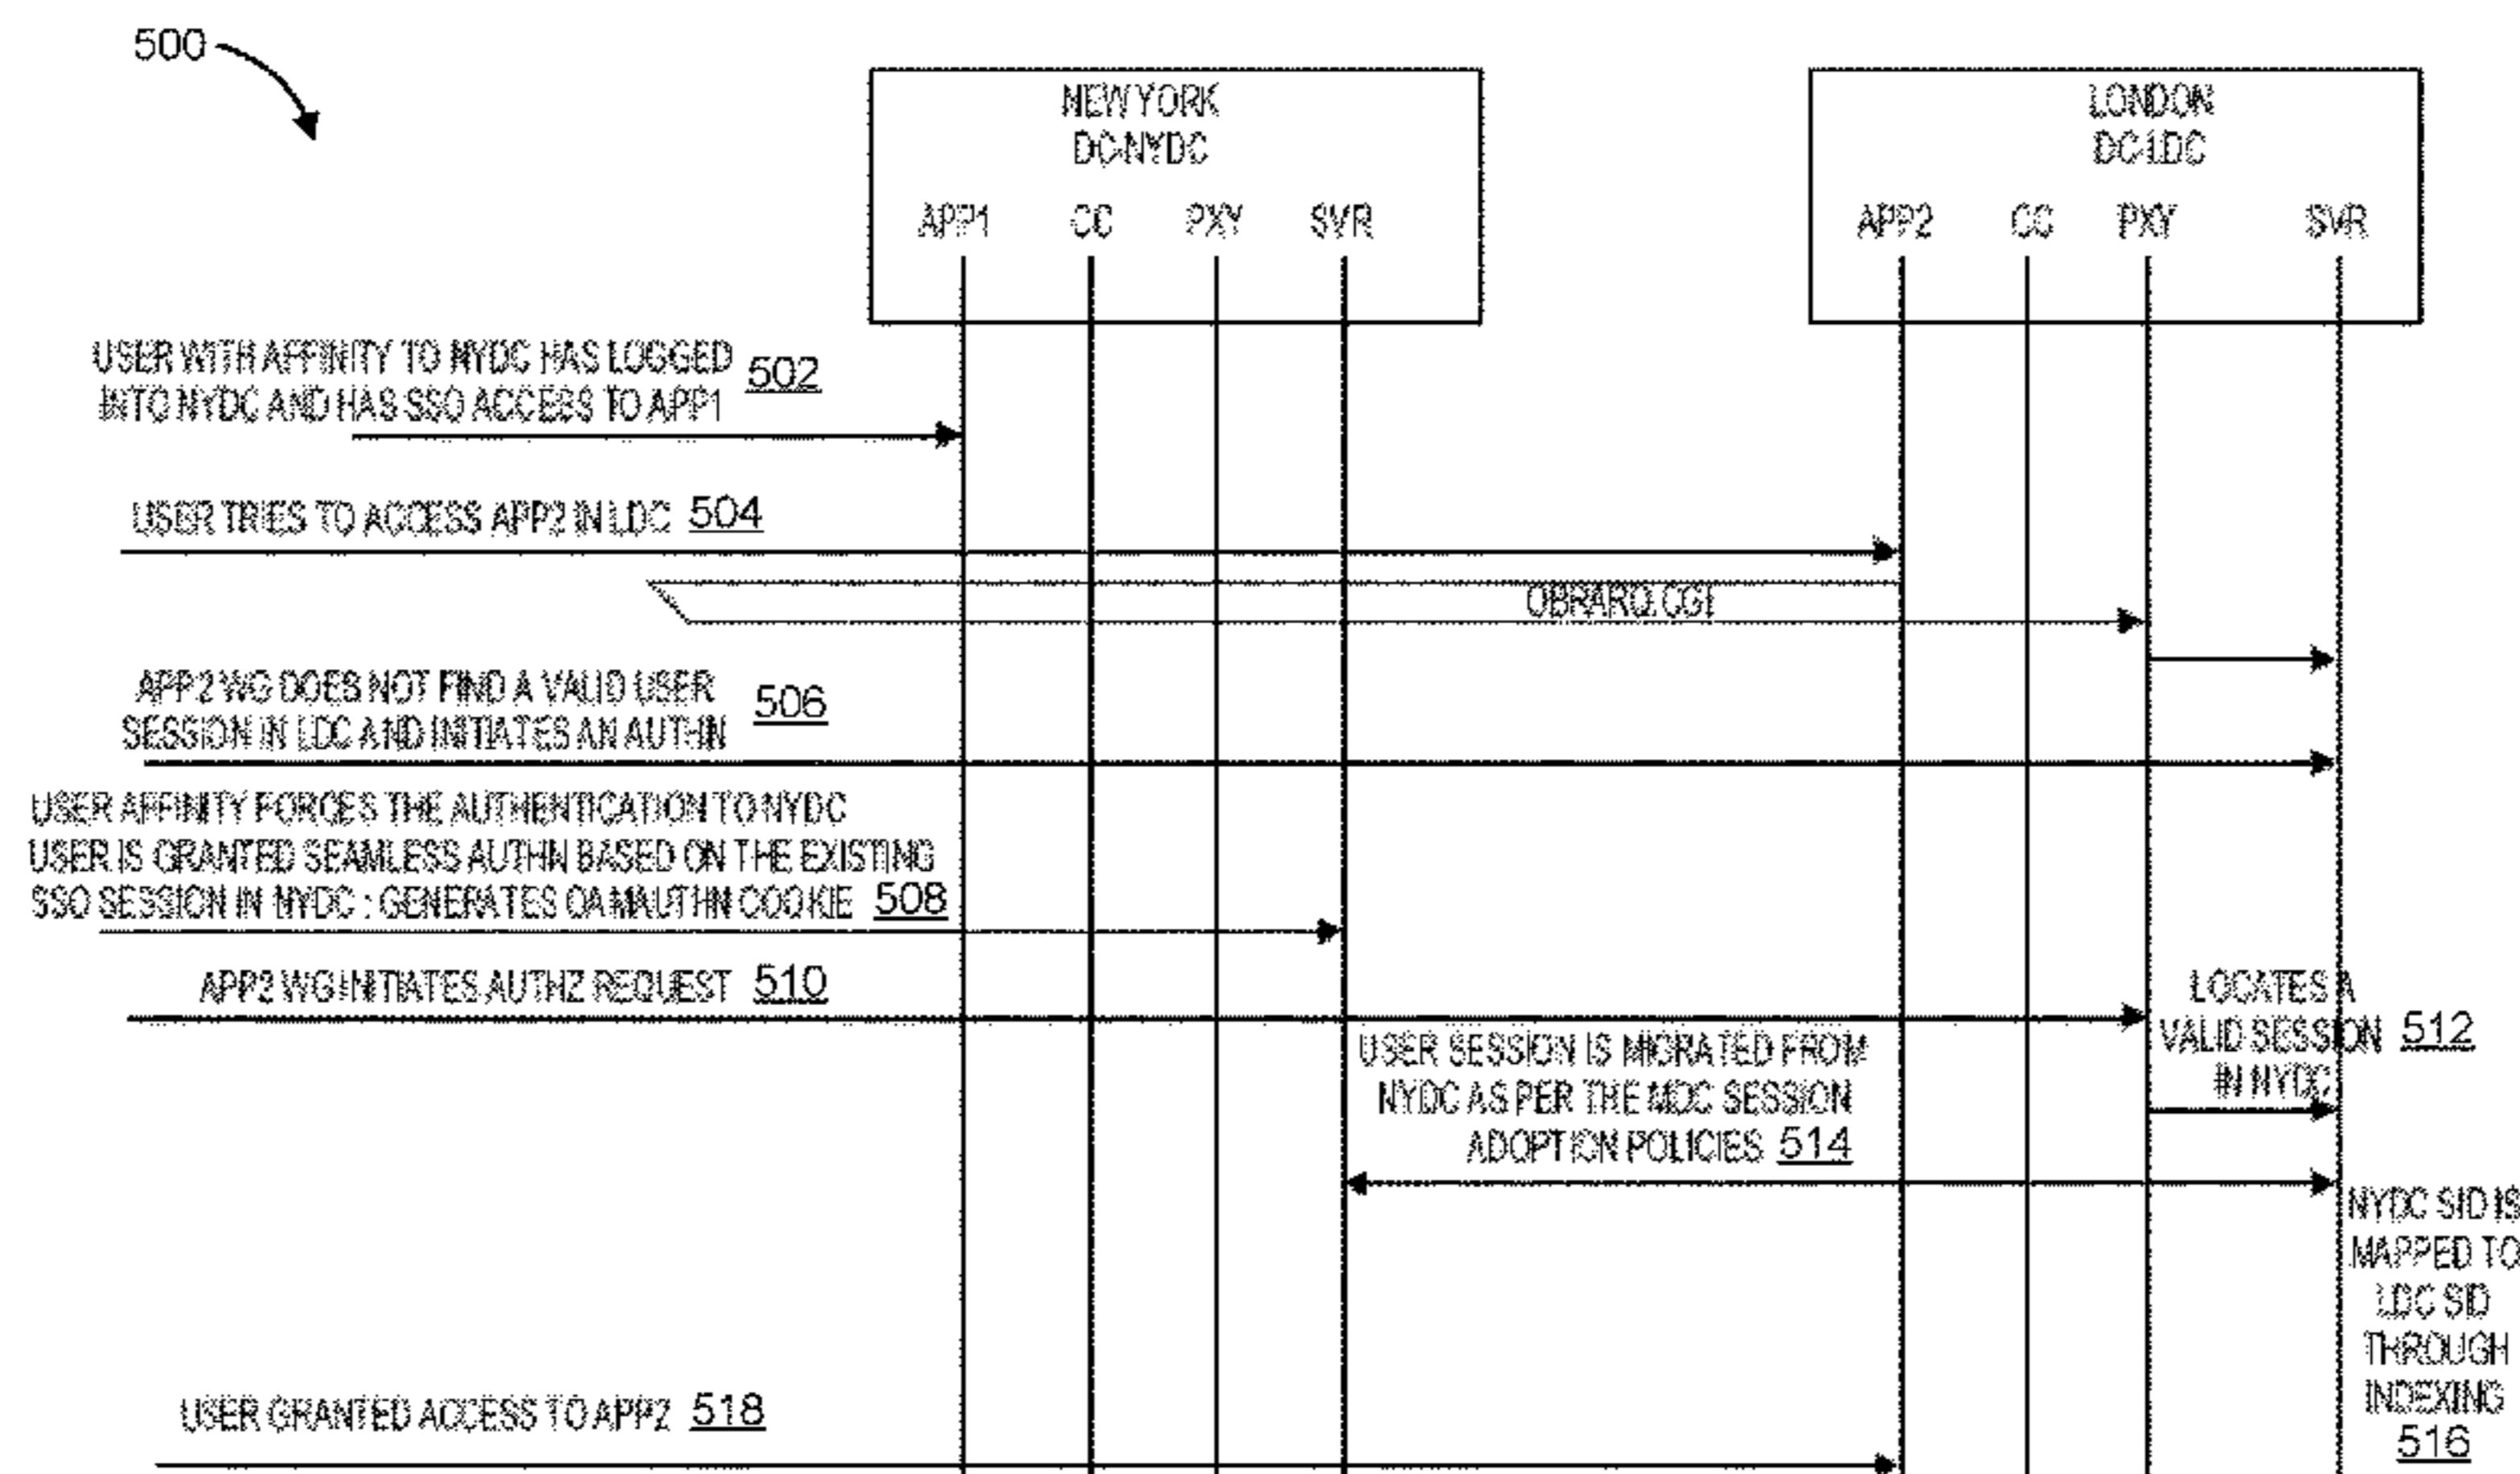 500
NEW YORK
DC-NYDC
APP1 CC PXY SVR
LONDON
DC-LDC
APP2 CC PXY SVR
USER WITH AFFINITY TO NYDC HAS LOGGED
INTO NYDC AND HAS SSO ACCESS TO APP1 502
USER TRIES TO ACCESS APP2 IN LDC 504
OBRARQ.CGI
APP2 WG DOES NOT FIND A VALID USER
SESSION IN LDC AND INITIATES AN AUTHN 506
USER AFFINITY FORCES THE AUTHENTICATION TO NYDC
USER IS GRANTED SEAMLESS AUTHN BASED ON THE EXISTING
SSO SESSION IN NYDC : GENERATES OAMAUTHN COOKIE 508
APP2 WG INITIATES AUTHZ REQUEST 510
LOCATES A
VALID SESSION 512
IN NYDC
USER SESSION IS MIGRATED FROM
NYDC AS PER THE MDC SESSION
ADOPTION POLICIES 514
NYDC SID IS
MAPPED TO
LDC SID
THROUGH
INDEXING
516
USER GRANTED ACCESS TO APP2 518